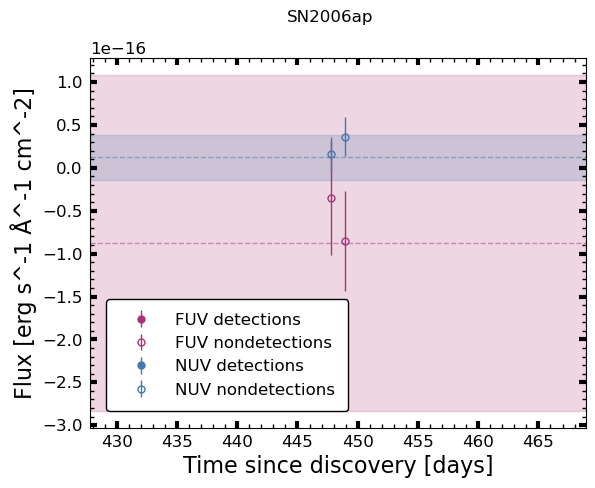 SN2006ap
1e−16
1.0
0.5
0.0
−0.5
−1.0
−1.5
−2.0
−2.5
−3.0
Flux [erg s^-1 Å^-1 cm^-2]
FUV detections
FUV nondetections
NUV detections
NUV nondetections
430 435 440 445 450 455 460 465
Time since discovery [days]